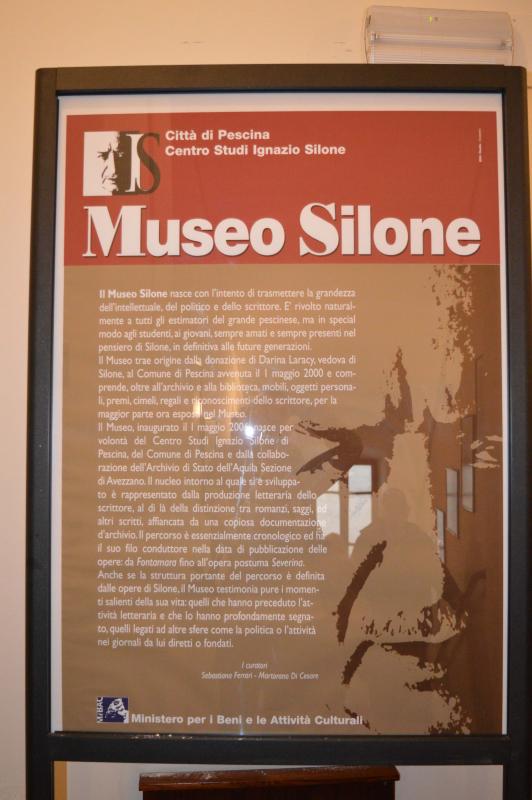 IS
Città di Pescina
Centro Studi Ignazio Silone
Museo Silone
Il Museo Silone nasce con l'intento di trasmettere la grandezza
dell'intellettuale, del politico e dello scrittore. E' rivolto natural-
mente a tutti gli estimatori del grande pescinese, ma in special
modo agli studenti, ai giovani, sempre amati e sempre presenti nel
pensiero di Silone, in definitiva alle future generazioni.
Il Museo trae origine dalla donazione di Darina Laracy, vedova di
Silone, al Comune di Pescina avvenuta il 1 maggio 2000 e com-
prende, oltre all'archivio e alla biblioteca, mobili, oggetti persona-
li, premi, cimeli, regali e riconoscimenti dello scrittore, per la
maggior parte ora esposti nel Museo.
Il Museo, inaugurato il 1 maggio nasce per
volontà del Centro Studi Ignazio Silone di
Pescina, del Comune di Pescina e dalla collabo-
razione dell'Archivio di Stato dell'Aquila Sezione
di Avezzano. Il nucleo intorno al quale si è sviluppa-
to è rappresentato dalla produzione letteraria dello
scrittore, al di là della distinzione tra romanzi, saggi, ed
altri scritti, affiancata da una copiosa documentazione
d'archivio. Il percorso è essenzialmente cronologico ed ha
il suo filo conduttore nella data di pubblicazione delle
opere: da Fontamara fino all'opera postuma Severina.
Anche se la struttura portante del percorso è definita
dalle opere di Silone, il Museo testimonia pure i momen-
ti salienti della sua vita: quelli che hanno preceduto l'at-
tività letteraria e che lo hanno profondamente segna-
to, quelli legati ad altre sfere come la politica o l'attività
nei giornali da lui diretti o fondati.
I curatori
Sebastiana Ferrari - Martorano Di Cesare
MiBAC
Ministero per i Beni e le Attività Culturali